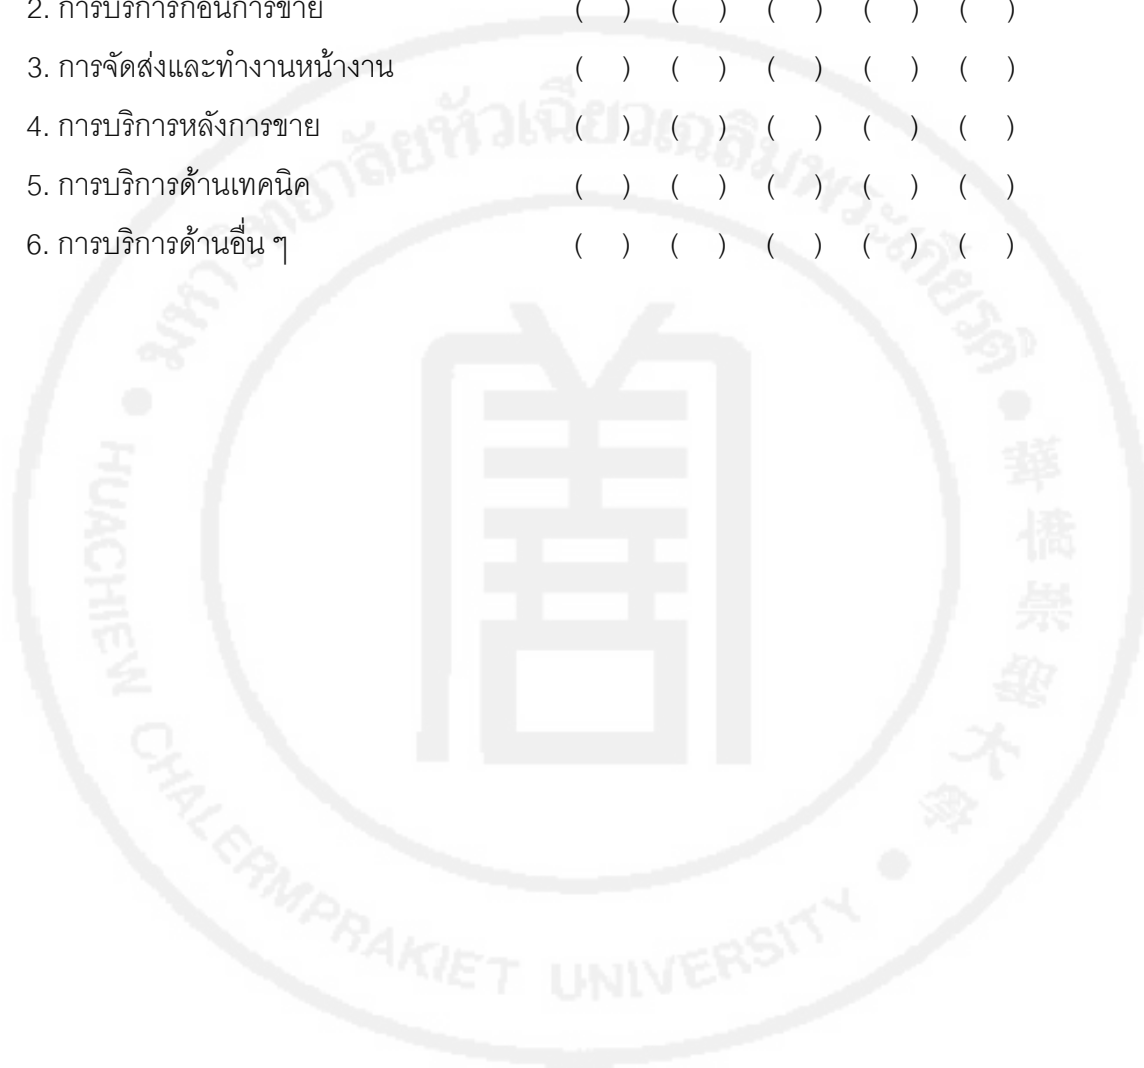 2. การบริการก่อนการขาย ( ) ( ) ( ) ( ) ( )
3. การจัดส่งและทำงานหน้างาน ( ) ( ) ( ) ( ) ( )
4. การบริการหลังการขาย ( ) ( ) ( ) ( ) ( )
5. การบริการด้านเทคนิค ( ) ( ) ( ) ( ) ( )
6. การบริการด้านอื่น ๆ ( ) ( ) ( ) ( ) ( )
มหาวิทยาลัยหัวเฉียวเฉลิมพระเกียรติ
華僑崇聖大學
HUACHIEW CHALERMPRAKIET UNIVERSITY